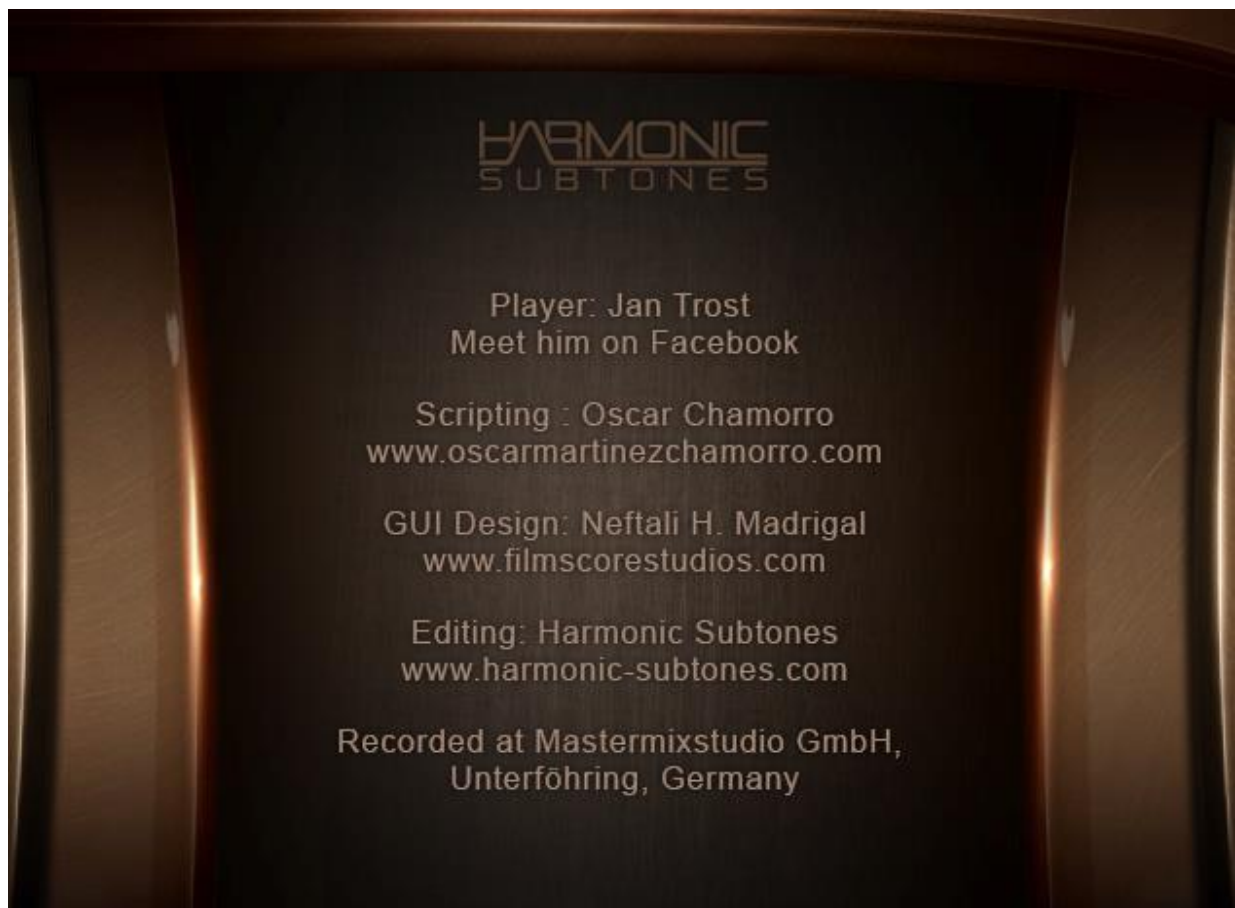 HARMONIC
SUBTONES
Player: Jan Trost
Meet him on Facebook
Scripting : Oscar Chamorro
www.oscarmartinezchamorro.com
GUI Design: Neftali H. Madrigal
www.filmscorestudios.com
Editing: Harmonic Subtones
www.harmonic-subtones.com
Recorded at Mastermixstudio GmbH,
Unterföhring, Germany